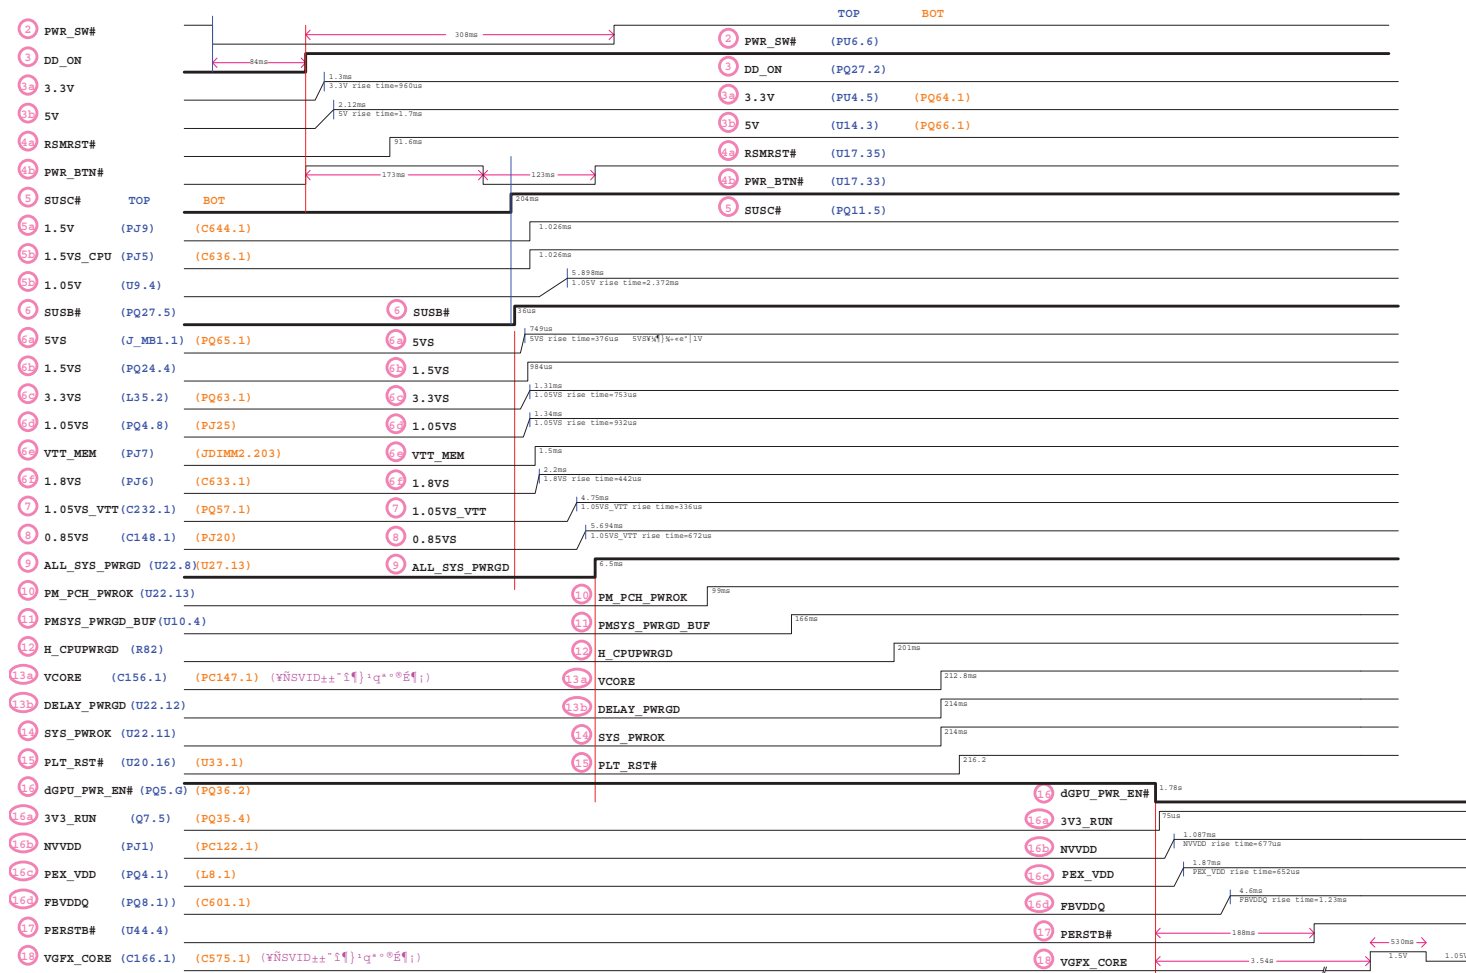 TOP BOT
2 PWR_SW# 308ms 2 PWR_SW# (PU6.6)
3 DD_ON 84ms 3 DD_ON (PQ27.2)
3a 3.3V 1.3ms 3.3V rise time=960us 3a 3.3V (PU4.5) (PQ64.1)
3b 5V 2.12ms 5V rise time=1.7ms 3b 5V (U14.3) (PQ66.1)
4a RSMRST# 91.6ms 4a RSMRST# (U17.35)
4b PWR_BTN# 173ms 123ms 4b PWR_BTN# (U17.33)
5 SUSC# TOP BOT 204ms 5 SUSC# (PQ11.5)
5a 1.5V (PJ9) (C644.1) 1.026ms
5b 1.5VS_CPU (PJ5) (C636.1) 1.026ms
5b 1.05V (U9.4) 5.898ms 1.05V rise time=2.372ms
6 SUSB# (PQ27.5) 6 SUSB# 36us
6a 5VS (J_MB1.1) (PQ65.1) 6a 5VS 749us 5VS rise time=376us
6b 1.5VS (PQ24.4) 6b 1.5VS 984us
6c 3.3VS (L35.2) (PQ63.1) 6c 3.3VS 1.31ms 1.05VS rise time=753us
6d 1.05VS (PQ4.8) (PJ25) 6d 1.05VS 1.34ms 1.05VS rise time=932us
6e VTT_MEM (PJ7) (JDIMM2.203) 6e VTT_MEM 1.5ms
6f 1.8VS (PJ6) (C633.1) 6f 1.8VS 2.2ms 1.8VS rise time=442us
7 1.05VS_VTT (C232.1) (PQ57.1) 7 1.05VS_VTT 4.75ms 1.05VS_VTT rise time=336us
8 0.85VS (C148.1) (PJ20) 8 0.85VS 5.694ms 1.05VS_VTT rise time=672us
9 ALL_SYS_PWRGD (U22.8) (U27.13) 9 ALL_SYS_PWRGD 6.5ms
10 PM_PCH_PWROK (U22.13) 10 PM_PCH_PWROK 99ms
11 PMSYS_PWRGD_BUF (U10.4) 11 PMSYS_PWRGD_BUF 166ms
12 H_CPUPWRGD (R82) 12 H_CPUPWRGD 201ms
13a VCORE (C156.1) (PC147.1) (¥ÑSVID±±¨î¶}¹qªº®É¶¡) 13a VCORE 212.8ms
13b DELAY_PWRGD (U22.12) 13b DELAY_PWRGD 214ms
14 SYS_PWROK (U22.11) 14 SYS_PWROK 214ms
15 PLT_RST# (U20.16) (U33.1) 15 PLT_RST# 216.2
16 dGPU_PWR_EN# (PQ5.G) (PQ36.2) 16 dGPU_PWR_EN# 1.78s
16a 3V3_RUN (Q7.5) (PQ35.4) 16a 3V3_RUN 75us
16b NVVDD (PJ1) (PC122.1) 16b NVVDD 1.087ms NVVDD rise time=677us
16c PEX_VDD (PQ4.1) (L8.1) 16c PEX_VDD 1.87ms PEX_VDD rise time=652us
16d FBVDDQ (PQ8.1)) (C601.1) 16d FBVDDQ 4.6ms FBVDDQ rise time=1.23ms
17 PERSTB# (U44.4) 17 PERSTB# 188ms
18 VGFX_CORE (C166.1) (C575.1) (¥ÑSVID±±¨î¶}¹qªº®É¶¡) 18 VGFX_CORE 3.54s // 530ms 1.5V 1.05V